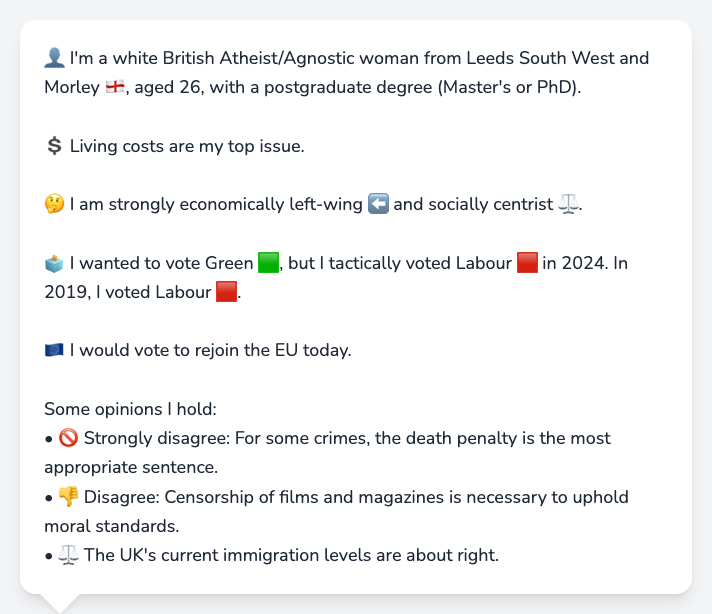 👤 I'm a white British Atheist/Agnostic woman from Leeds South West and
Morley 🏴󠁧󠁢󠁥󠁮󠁧󠁿, aged 26, with a postgraduate degree (Master's or PhD).
💲 Living costs are my top issue.
🤔 I am strongly economically left-wing ⬅️ and socially centrist ⚖️.
🗳️ I wanted to vote Green 🟩, but I tactically voted Labour 🟥 in 2024. In
2019, I voted Labour 🟥.
🇪🇺 I would vote to rejoin the EU today.
Some opinions I hold:
• 🚫 Strongly disagree: For some crimes, the death penalty is the most
appropriate sentence.
• 👎 Disagree: Censorship of films and magazines is necessary to uphold
moral standards.
• ⚖️ The UK's current immigration levels are about right.